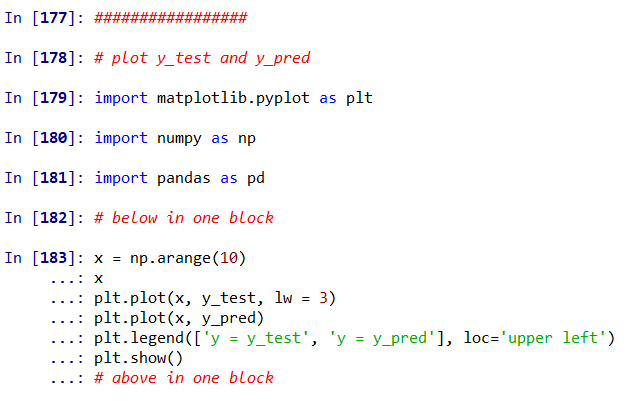 In [177]: #################
In [178]: # plot y_test and y_pred
In [179]: import matplotlib.pyplot as plt
In [180]: import numpy as np
In [181]: import pandas as pd
In [182]: # below in one block
In [183]: x = np.arange(10)
...: x
...: plt.plot(x, y_test, lw = 3)
...: plt.plot(x, y_pred)
...: plt.legend(['y = y_test', 'y = y_pred'], loc='upper left')
...: plt.show()
...: # above in one block